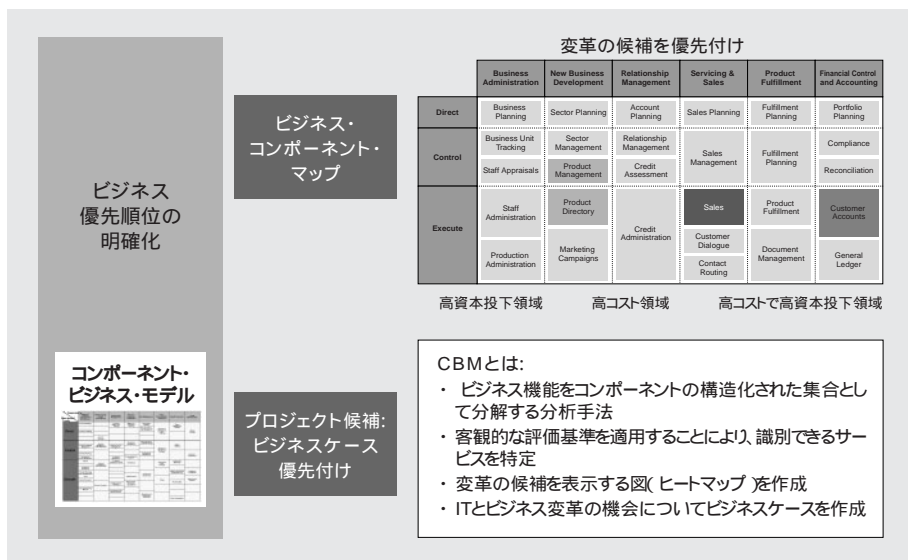 変革の候補を優先付け
Business
Administration
New Business
Development
Relationship
Management
Servicing &
Sales
Product
Fulfillment
Financial Control
and Accounting
Direct
Business
Planning
Sector Planning
Account
Planning
Sales Planning
Fulfillment
Planning
Portfolio
Planning
Control
Business Unit
Tracking
Sector
Management
Relationship
Management
Sales
Management
Fulfillment
Planning
Compliance
Staff Appraisals
Product
Management
Credit
Assessment
Reconciliation
Execute
Staff
Administration
Product
Directory
Credit
Administration
Sales
Product
Fulfillment
Customer
Accounts
Production
Administration
Marketing
Campaigns
Customer
Dialogue
Contact
Routing
Document
Management
General
Ledger
高資本投下領域
高コスト領域
高コストで高資本投下領域
ビジネス・
コンポーネント・
マップ
ビジネス
優先順位の
明確化
コンポーネント・
ビジネス・モデル
プロジェクト候補:
ビジネスケース
優先付け
CBMとは:
・ ビジネス機能をコンポーネントの構造化された集合とし
て分解する分析手法
・ 客観的な評価基準を適用することにより、識別できるサー
ビスを特定
・ 変革の候補を表示する図(ヒートマップ)を作成
・ ITとビジネス変革の機会についてビジネスケースを作成